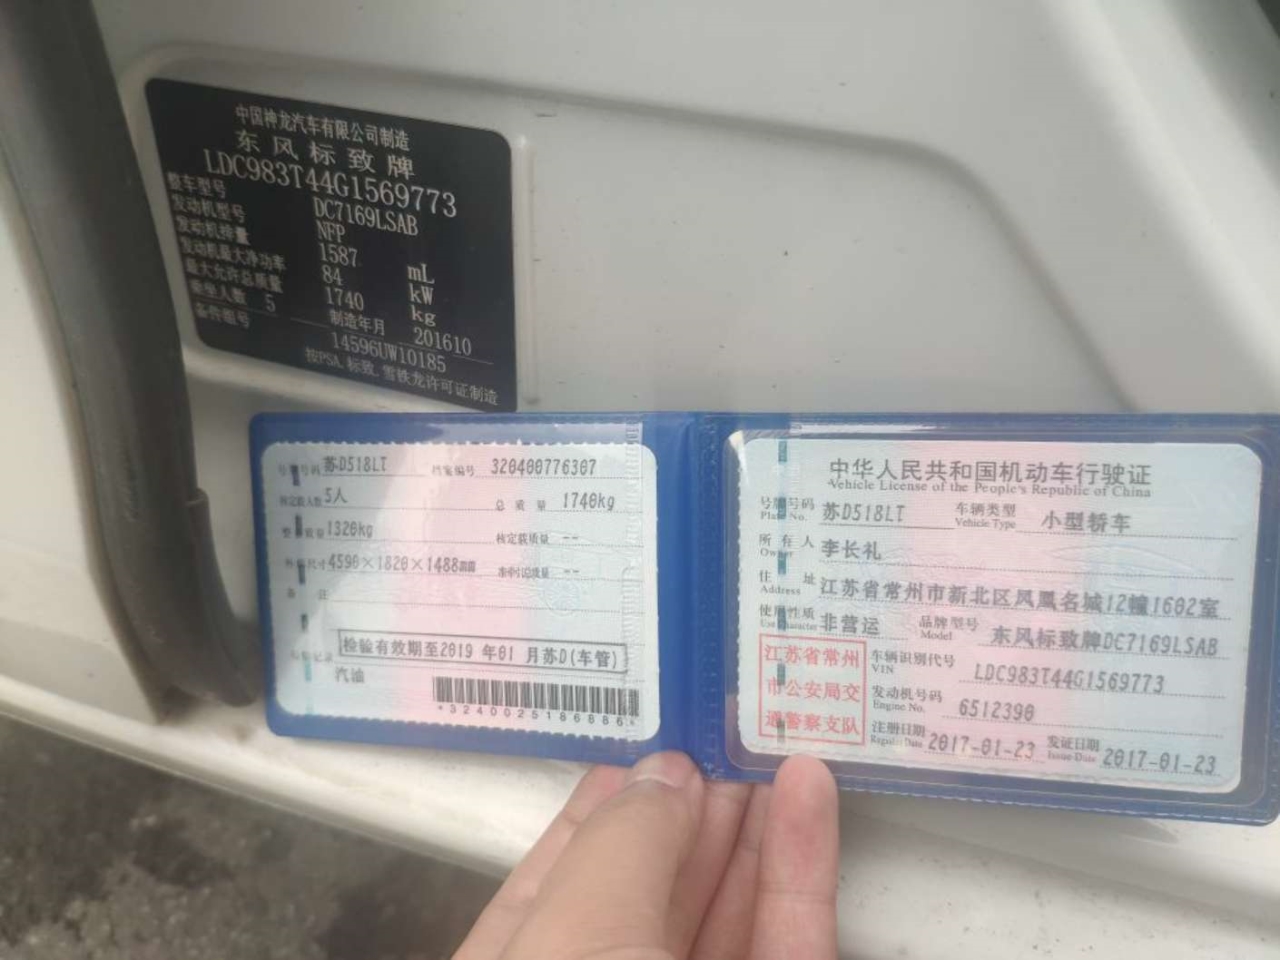 中国神龙汽车有限公司制造
东风标致牌
LDC983T44G1569773
整车型号 DC7169LSAB
发动机型号 NFP
发动机排量 1587 mL
发动机最大净功率 84 kW
最大允许总质量 1740 kg
乘坐人数 5 制造年月 201610
备件组号 14596UW10185
按PSA.标致.雪铁龙许可证制造
号牌号码 苏D518LT 档案编号 320400776307
核定载人数 5人 总质量 1740kg
整备质量 1320kg 核定载质量 --
外廓尺寸 4590×1820×1488mm 准牵引总质量 --
备注
检验记录 检验有效期至2019 年01 月苏D(车管)
汽油
*3240025186886*
中华人民共和国机动车行驶证
Vehicle License of the People's Republic of China
号牌号码 苏D518LT 车辆类型 小型轿车
Plate No. Vehicle Type
所有人 李长礼
Owner
住址 江苏省常州市新北区凤凰名城12幢1602室
Address
使用性质 非营运 品牌型号 东风标致牌DC7169LSAB
Use Character Model
江苏省常州
市公安局交
通警察支队
车辆识别代号 LDC983T44G1569773
VIN
发动机号码 6512390
Engine No.
注册日期 2017-01-23 发证日期 2017-01-23
Register Date Issue Date